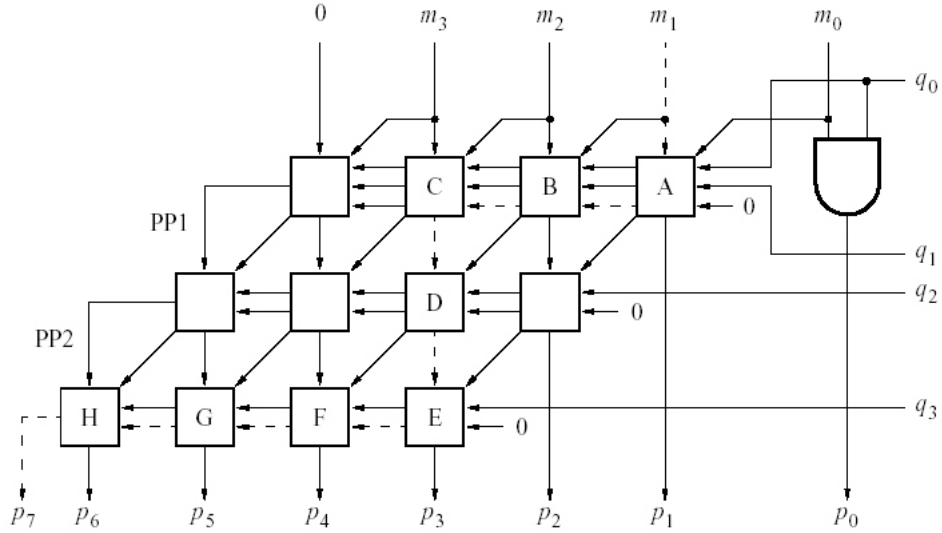 0 m₃ m₂ m₁ m₀
q₀
C B A
0
PP1
q₁
q₂
D
0
PP2
q₃
H G F E
0
p₇ p₆ p₅ p₄ p₃ p₂ p₁ p₀